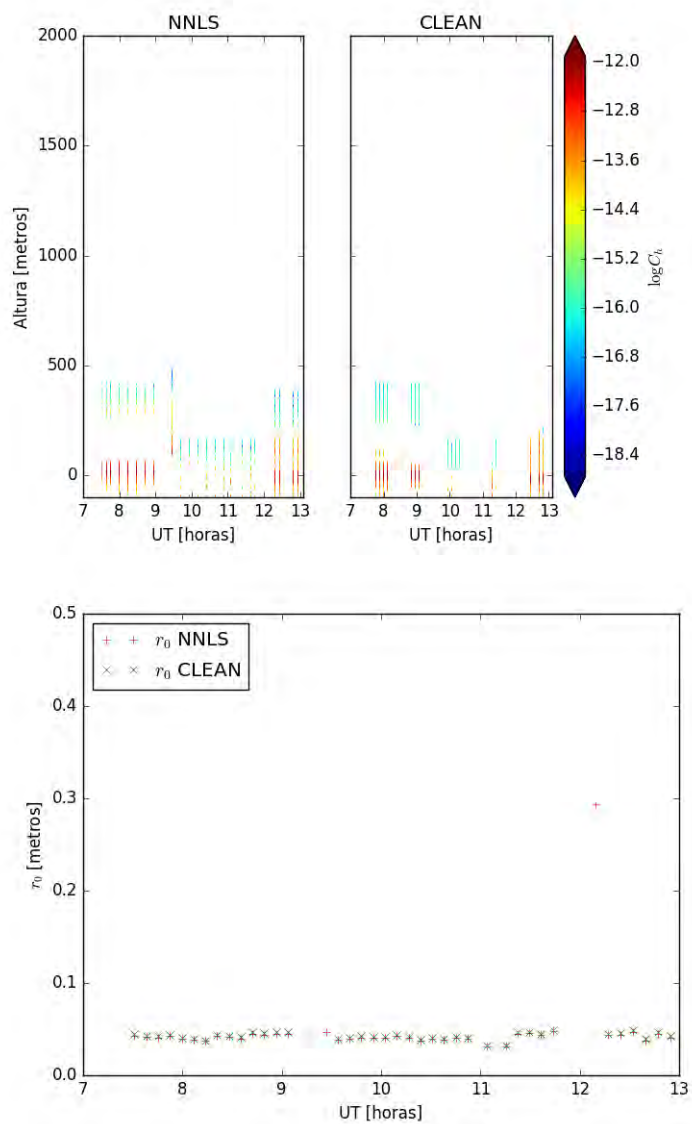 NNLS
CLEAN
Altura [metros]
2000
1500
1000
500
0
7 8 9 10 11 12 13
UT [horas]
7 8 9 10 11 12 13
UT [horas]
−12.0
−12.8
−13.6
−14.4
−15.2
−16.0
−16.8
−17.6
−18.4
log C_h
r_0 [metros]
0.5
0.4
0.3
0.2
0.1
0.0
r_0 NNLS
r_0 CLEAN
7 8 9 10 11 12 13
UT [horas]